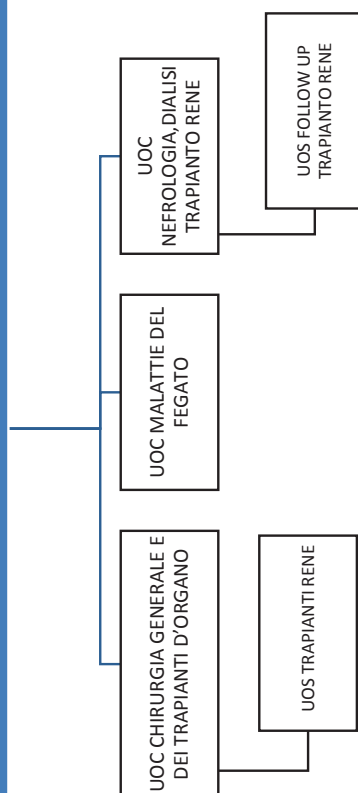 UOC CHIRURGIA GENERALE E
DEI TRAPIANTI D'ORGANO
UOS TRAPIANTI RENE
UOC MALATTIE DEL
FEGATO
UOC
NEFROLOGIA,DIALISI
TRAPIANTO RENE
UOS FOLLOW UP
TRAPIANTO RENE